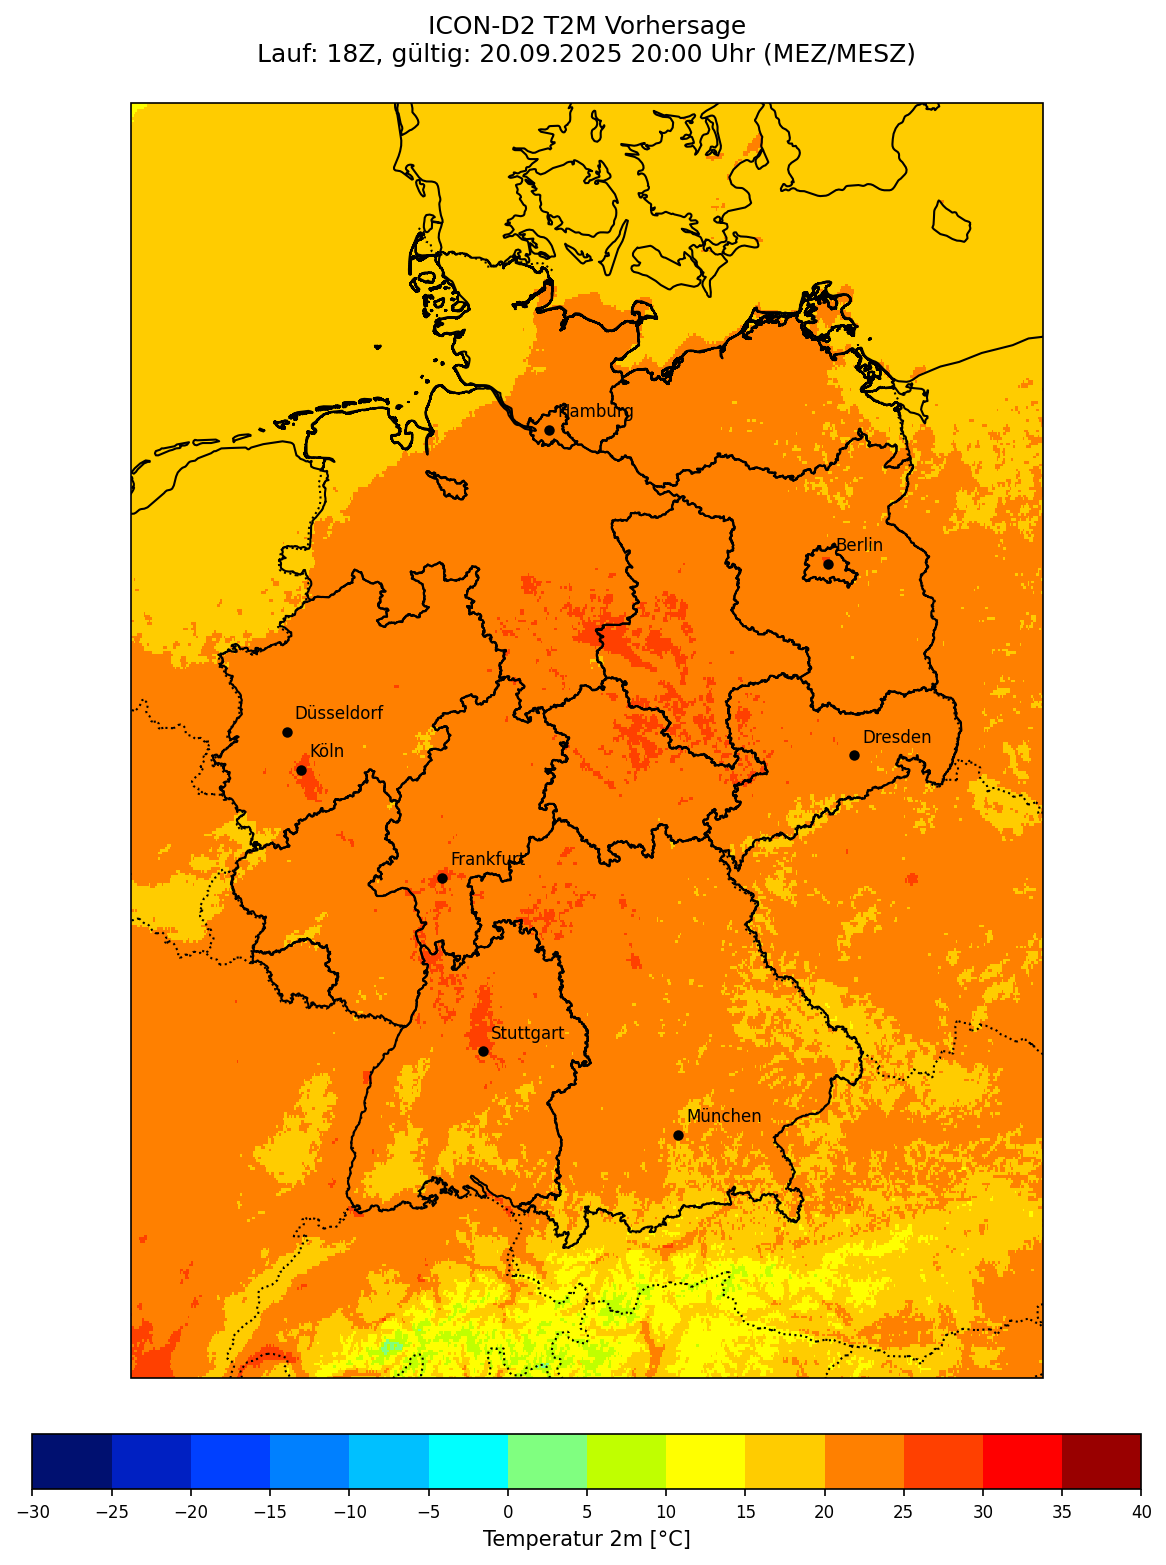 ICON-D2 T2M Vorhersage
Lauf: 18Z, gültig: 20.09.2025 20:00 Uhr (MEZ/MESZ)
Hamburg
Berlin
Düsseldorf
Köln
Dresden
Frankfurt
Stuttgart
München
−30 −25 −20 −15 −10 −5 0 5 10 15 20 25 30 35 40
Temperatur 2m [°C]